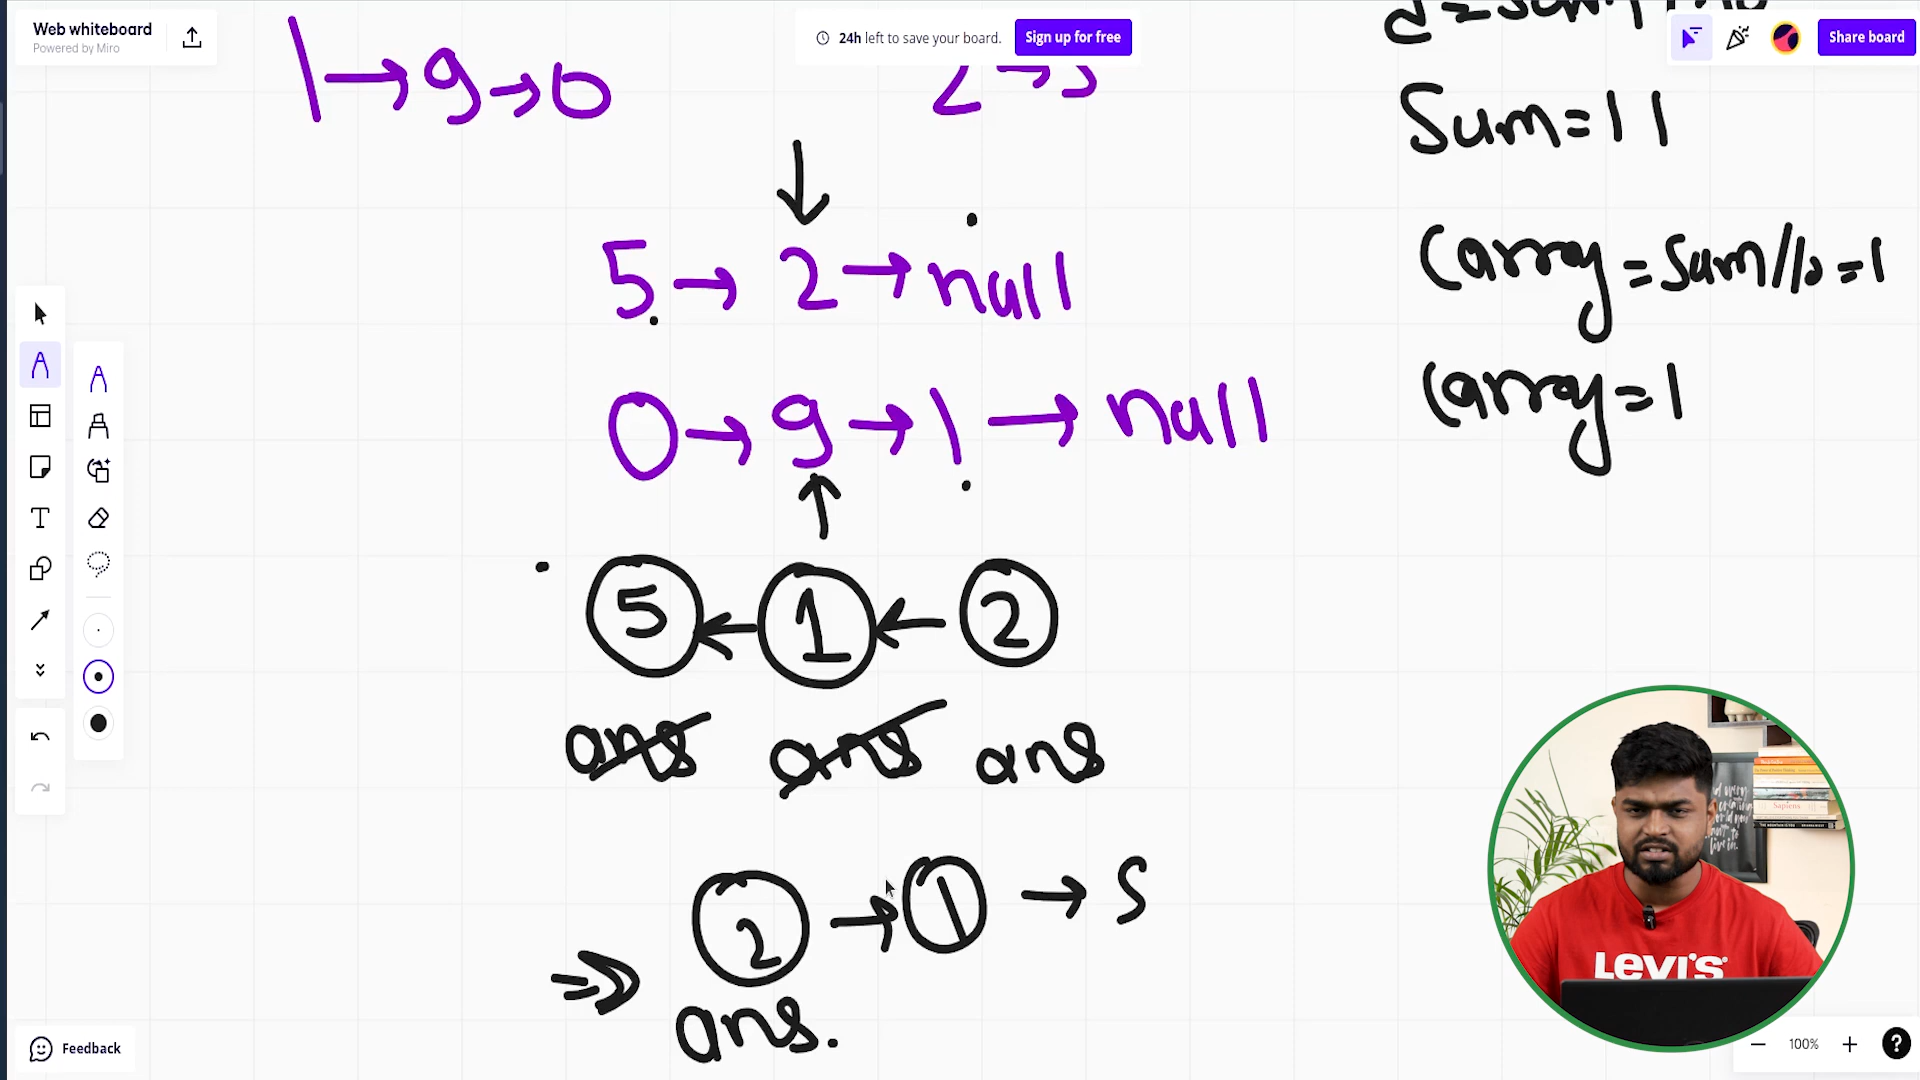 Web whiteboard
Powered by Miro
24h left to save your board.
Sign up for free
Share board
1→9→0
2→5
Sum=11
5→2→null
Carry=Sum//10=1
0→9→1→null
Carry=1
5←1←2
ans ans ans
2→1→5
ans.
LEVI'S
Sapiens
Feedback
100%